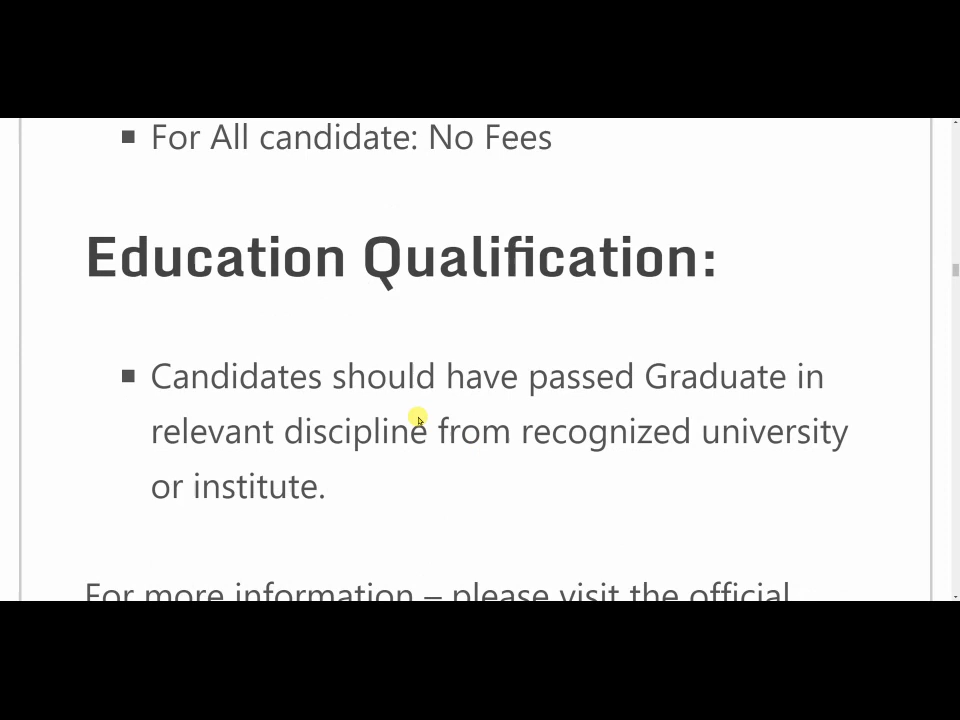 ▪ For All candidate: No Fees
Education Qualification:
▪ Candidates should have passed Graduate in
relevant discipline from recognized university
or institute.
For more information – please visit the official